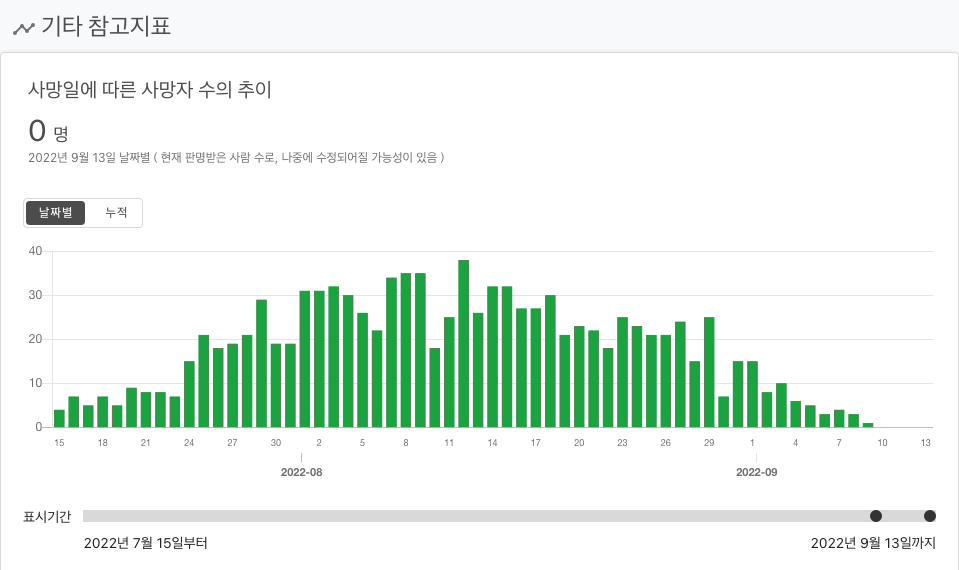 기타 참고지표
사망일에 따른 사망자 수의 추이
0 명
2022년 9월 13일 날짜별 ( 현재 판명받은 사람 수로, 나중에 수정되어질 가능성이 있음 )
날짜별 누적
40
30
20
10
0
15 18 21 24 27 30 2 5 8 11 14 17 20 23 26 29 1 4 7 10 13
2022-08 2022-09
표시기간
2022년 7월 15일부터 2022년 9월 13일까지